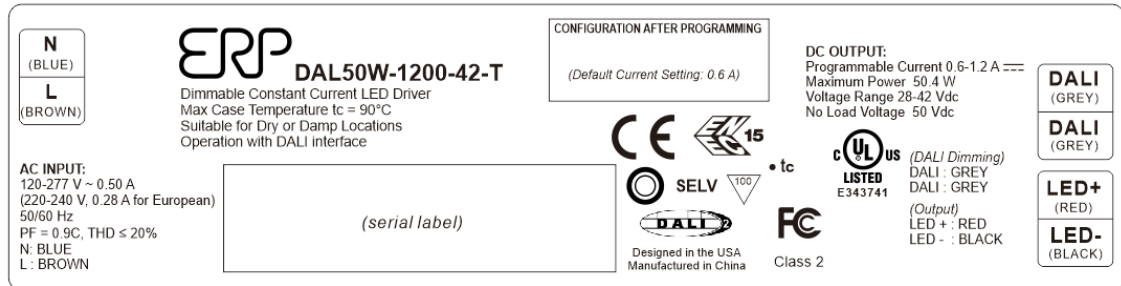 N
(BLUE)
L
(BROWN)
AC INPUT:
120-277 V ~ 0.50 A
(220-240 V, 0.28 A for European)
50/60 Hz
PF = 0.9C, THD ≤ 20%
N: BLUE
L : BROWN
ERP
DAL50W-1200-42-T
Dimmable Constant Current LED Driver
Max Case Temperature tc = 90°C
Suitable for Dry or Damp Locations
Operation with DALI interface
(serial label)
CONFIGURATION AFTER PROGRAMMING
(Default Current Setting: 0.6 A)
CE
ENEC 15
• tc
SELV
100
DALI 2
Designed in the USA
Manufactured in China
FC
Class 2
DC OUTPUT:
Programmable Current 0.6-1.2 A
Maximum Power 50.4 W
Voltage Range 28-42 Vdc
No Load Voltage 50 Vdc
C UL US
LISTED
E343741
(DALI Dimming)
DALI : GREY
DALI : GREY
(Output)
LED + : RED
LED - : BLACK
DALI
(GREY)
DALI
(GREY)
LED+
(RED)
LED-
(BLACK)